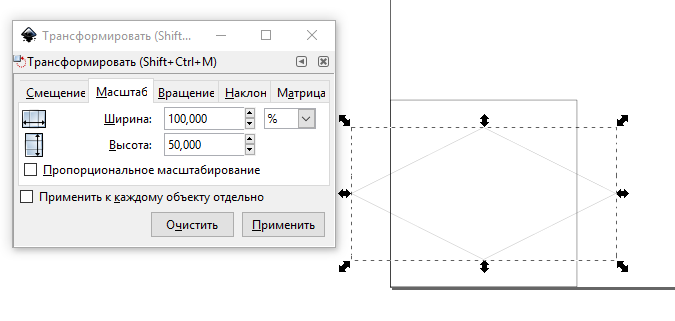 Трансформировать (Shift...
Трансформировать (Shift+Ctrl+M)
Смещение Масштаб Вращение Наклон Матрица
Ширина: 100,000 %
Высота: 50,000
Пропорциональное масштабирование
Применить к каждому объекту отдельно
Очистить Применить